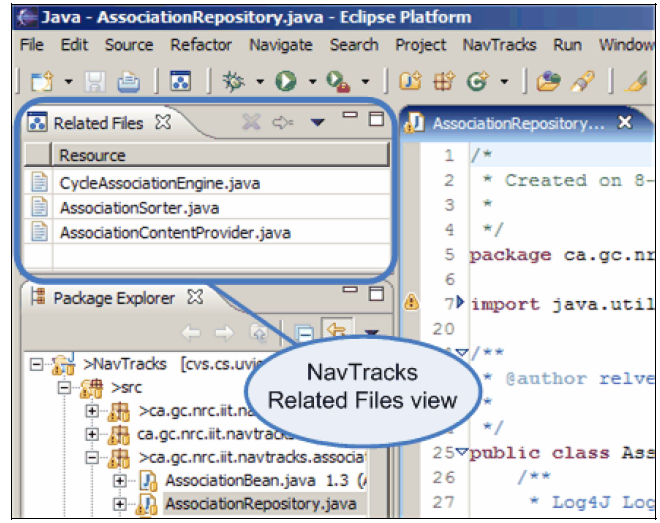 Java - AssociationRepository.java - Eclipse Platform
File Edit Source Refactor Navigate Search Project NavTracks Run Window
Related Files
Resource
CycleAssociationEngine.java
AssociationSorter.java
AssociationContentProvider.java
Package Explorer
>NavTracks [cvs.cs.uvic
>src
>ca.gc.nrc.iit.na
ca.gc.nrc.iit.navtracks
>ca.gc.nrc.iit.navtracks.associat
AssociationBean.java 1.3 (
AssociationRepository.java
NavTracks
Related Files view
AssociationRepository...
1 /*
2 * Created on 8-
3 *
4 */
5 package ca.gc.nr
6
7 import java.util
20
/**
* @author relve
*
*/
25 public class Ass
26 /**
27 * Log4J Log